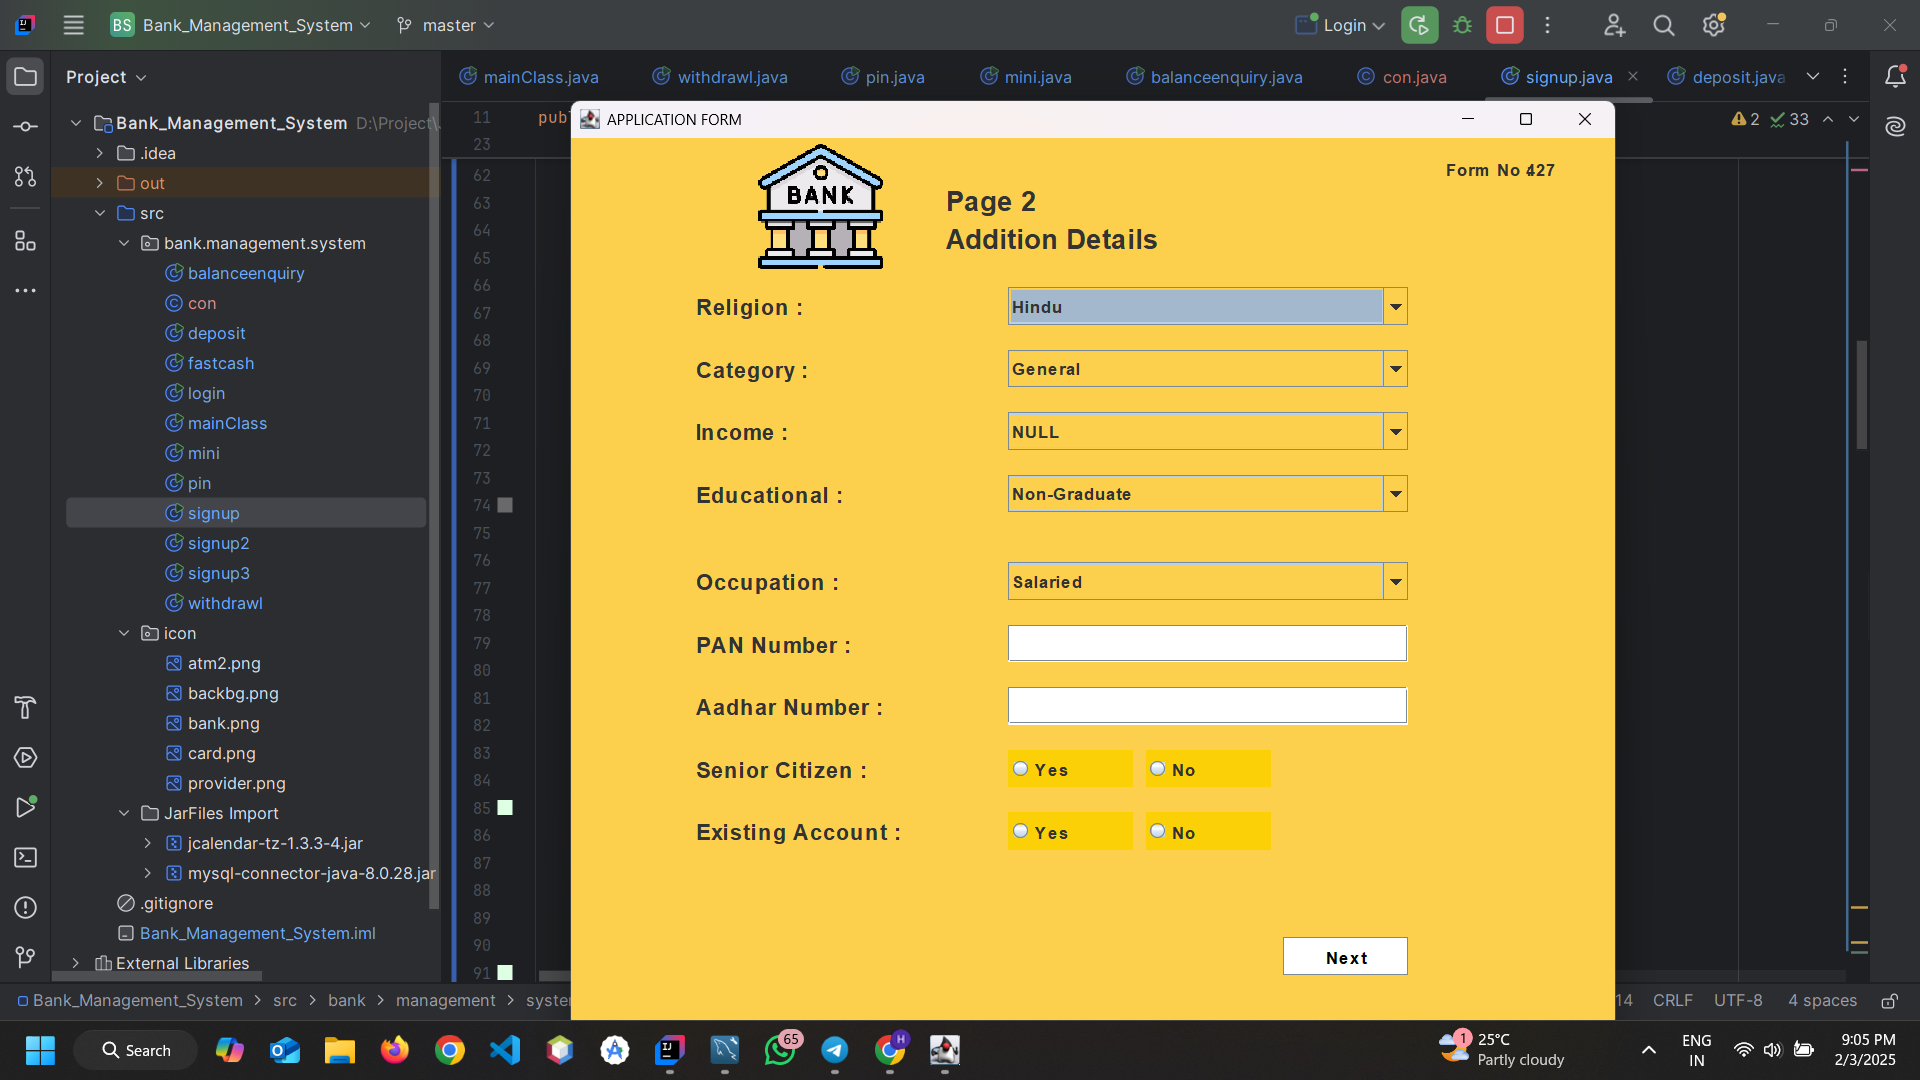 BS Bank_Management_System master Login
Project
mainClass.java withdrawl.java pin.java mini.java balanceenquiry.java con.java signup.java deposit.java
Bank_Management_System D:\Project\
.idea
out
src
bank.management.system
balanceenquiry
con
deposit
fastcash
login
mainClass
mini
pin
signup
signup2
signup3
withdrawl
icon
atm2.png
backbg.png
bank.png
card.png
provider.png
JarFiles Import
jcalendar-tz-1.3.3-4.jar
mysql-connector-java-8.0.28.jar
.gitignore
Bank_Management_System.iml
External Libraries
11 publ
23
62
63
64
65
66
67
68
69
70
71
72
73
74
75
76
77
78
79
80
81
82
83
84
85
86
87
88
89
90
91
2 33
APPLICATION FORM
BANK
Form No 427
Page 2
Addition Details
Religion : Hindu
Category : General
Income : NULL
Educational : Non-Graduate
Occupation : Salaried
PAN Number :
Aadhar Number :
Senior Citizen : Yes No
Existing Account : Yes No
Next
Bank_Management_System > src > bank > management > syste
14 CRLF UTF-8 4 spaces
Search
65
H
1
25°C
Partly cloudy
ENG
IN
9:05 PM
2/3/2025